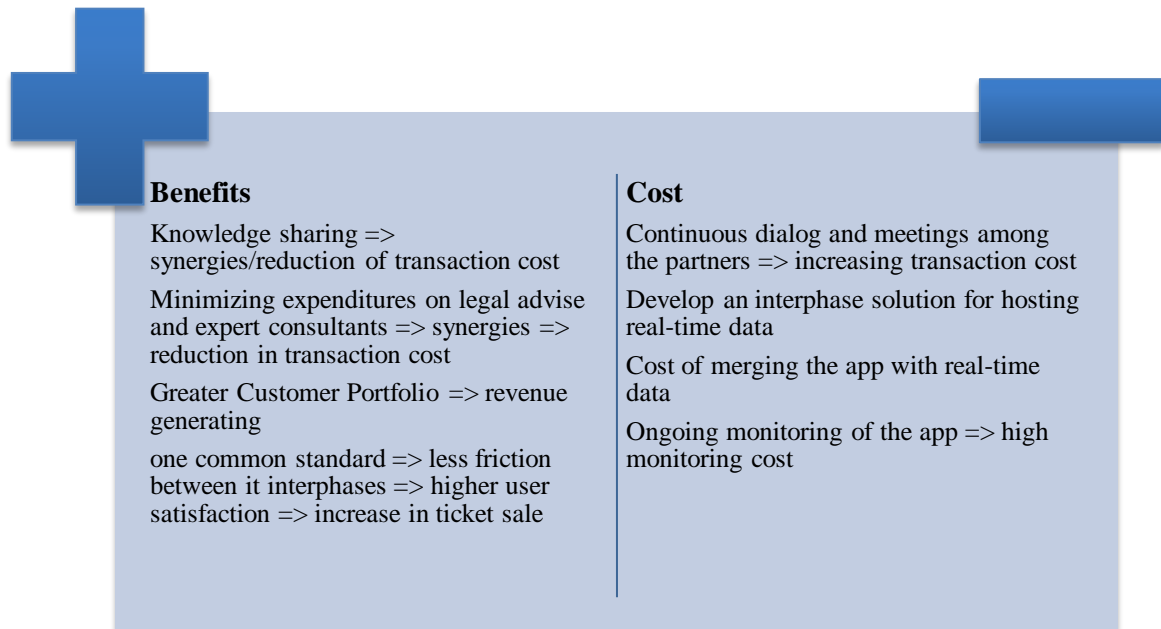 Benefits
Knowledge sharing =>
synergies/reduction of transaction cost
Minimizing expenditures on legal advise
and expert consultants => synergies =>
reduction in transaction cost
Greater Customer Portfolio => revenue
generating
one common standard => less friction
between it interphases => higher user
satisfaction => increase in ticket sale
Cost
Continuous dialog and meetings among
the partners => increasing transaction cost
Develop an interphase solution for hosting
real-time data
Cost of merging the app with real-time
data
Ongoing monitoring of the app => high
monitoring cost